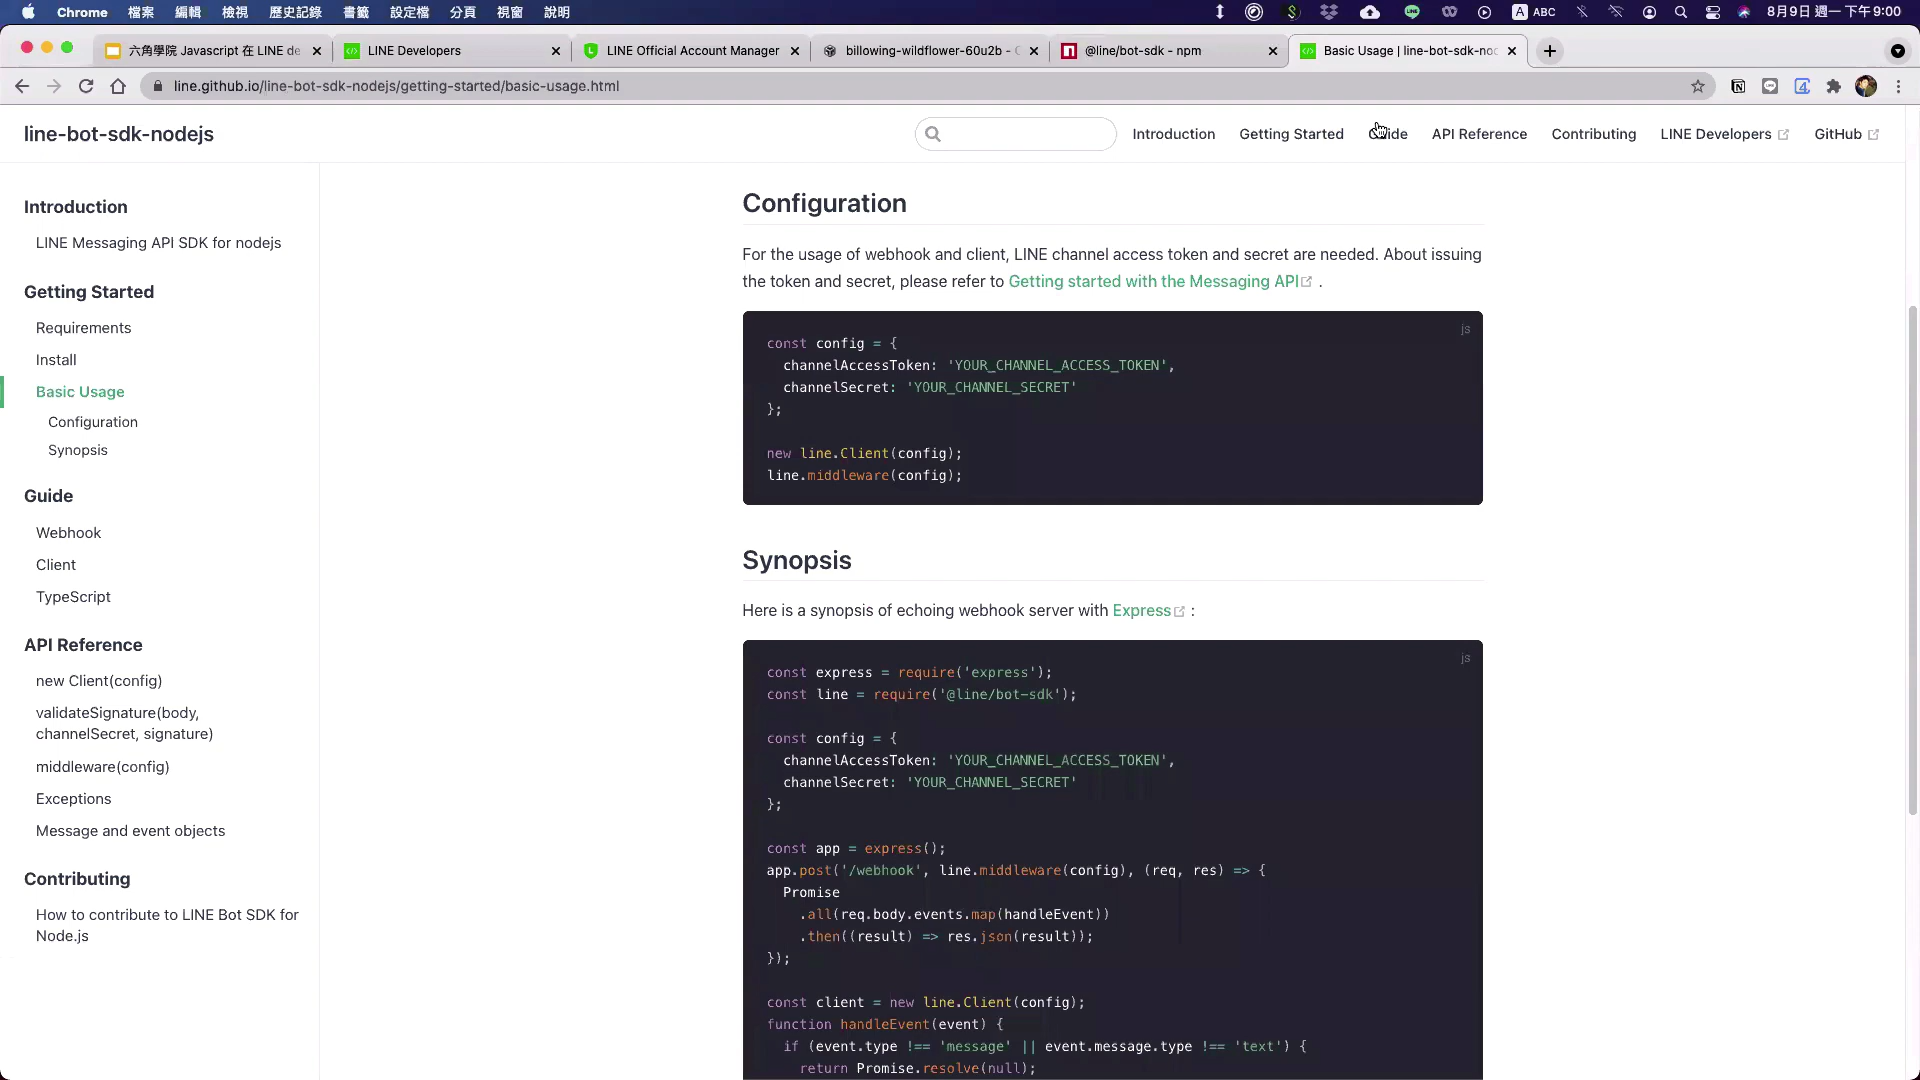 Chrome 檔案 編輯 檢視 歷史記錄 書籤 設定檔 分頁 視窗 說明 A ABC 8月9日 週一 下午9:00
六角學院 Javascript 在 LINE de LINE Developers LINE Official Account Manager billowing-wildflower-60u2b - @line/bot-sdk - npm Basic Usage | line-bot-sdk-no
line.github.io/line-bot-sdk-nodejs/getting-started/basic-usage.html
line-bot-sdk-nodejs Introduction Getting Started Guide API Reference Contributing LINE Developers GitHub
Introduction
LINE Messaging API SDK for nodejs
Getting Started
Requirements
Install
Basic Usage
Configuration
Synopsis
Guide
Webhook
Client
TypeScript
API Reference
new Client(config)
validateSignature(body,
channelSecret, signature)
middleware(config)
Exceptions
Message and event objects
Contributing
How to contribute to LINE Bot SDK for
Node.js
Configuration
For the usage of webhook and client, LINE channel access token and secret are needed. About issuing
the token and secret, please refer to Getting started with the Messaging API .
js
const config = {
channelAccessToken: 'YOUR_CHANNEL_ACCESS_TOKEN',
channelSecret: 'YOUR_CHANNEL_SECRET'
};
new line.Client(config);
line.middleware(config);
Synopsis
Here is a synopsis of echoing webhook server with Express :
js
const express = require('express');
const line = require('@line/bot-sdk');
const config = {
channelAccessToken: 'YOUR_CHANNEL_ACCESS_TOKEN',
channelSecret: 'YOUR_CHANNEL_SECRET'
};
const app = express();
app.post('/webhook', line.middleware(config), (req, res) => {
Promise
.all(req.body.events.map(handleEvent))
.then((result) => res.json(result));
});
const client = new line.Client(config);
function handleEvent(event) {
if (event.type !== 'message' || event.message.type !== 'text') {
return Promise.resolve(null);